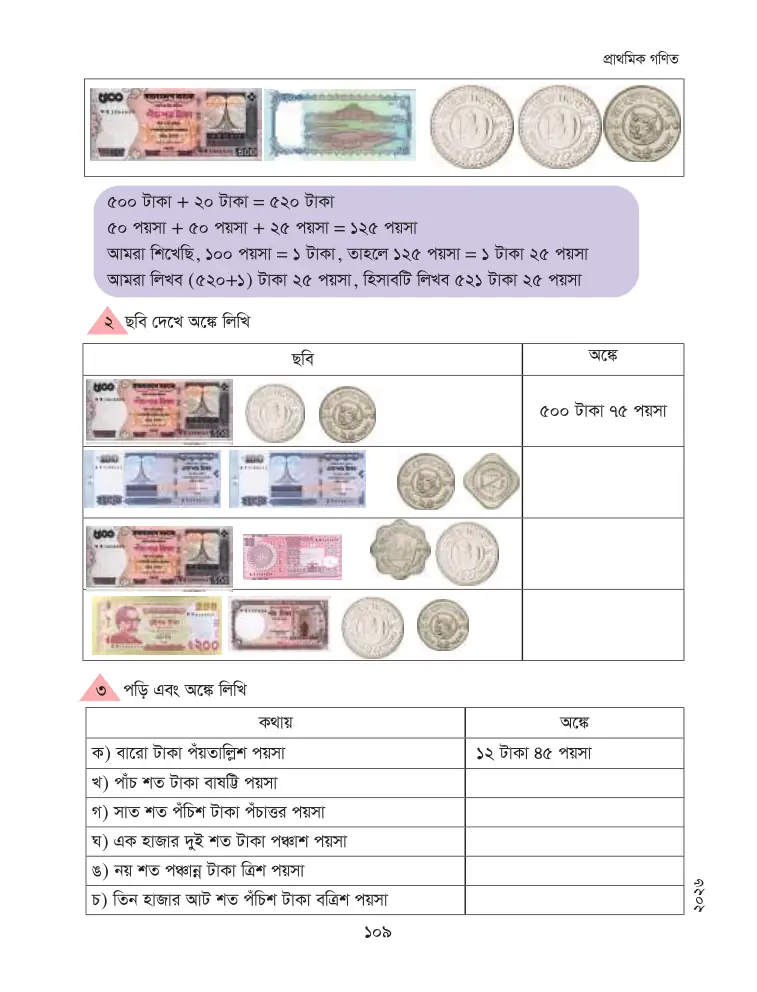 প্রাথমিক গণিত
৫০০ টাকা + ২০ টাকা = ৫২০ টাকা
৫০ পয়সা + ৫০ পয়সা + ২৫ পয়সা = ১২৫ পয়সা
আমরা শিখেছি, ১০০ পয়সা = ১ টাকা, তাহলে ১২৫ পয়সা = ১ টাকা ২৫ পয়সা
আমরা লিখব (৫২০+১) টাকা ২৫ পয়সা, হিসাবটি লিখব ৫২১ টাকা ২৫ পয়সা
২ ছবি দেখে অঙ্কে লিখি
ছবি অঙ্কে
৫০০ টাকা ৭৫ পয়সা
৩ পড়ি এবং অঙ্কে লিখি
কথায় অঙ্কে
ক) বারো টাকা পঁয়তাল্লিশ পয়সা ১২ টাকা ৪৫ পয়সা
খ) পাঁচ শত টাকা বাষট্টি পয়সা
গ) সাত শত পঁচিশ টাকা পঁচাত্তর পয়সা
ঘ) এক হাজার দুই শত টাকা পঞ্চাশ পয়সা
ঙ) নয় শত পঞ্চান্ন টাকা ত্রিশ পয়সা
চ) তিন হাজার আট শত পঁচিশ টাকা বত্রিশ পয়সা
২০২৬
১০৯